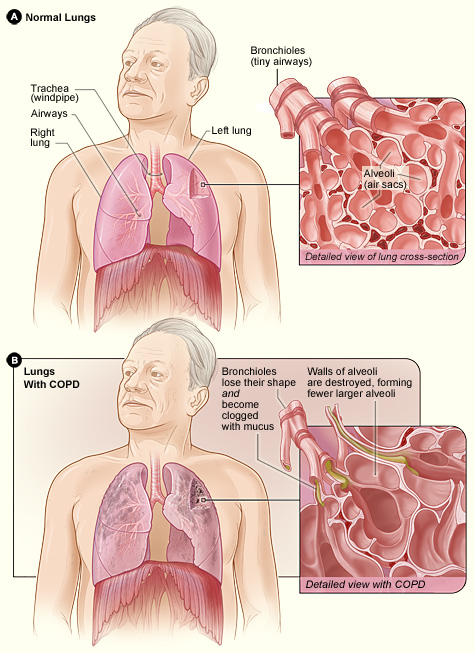 A Normal Lungs
Bronchioles
(tiny airways)
Trachea
(windpipe)
Airways
Right
lung
Left lung
Alveoli
(air sacs)
Detailed view of lung cross-section
B Lungs
With COPD
Bronchioles
lose their shape
and
become
clogged
with mucus
Walls of alveoli
are destroyed, forming
fewer larger alveoli
Detailed view with COPD